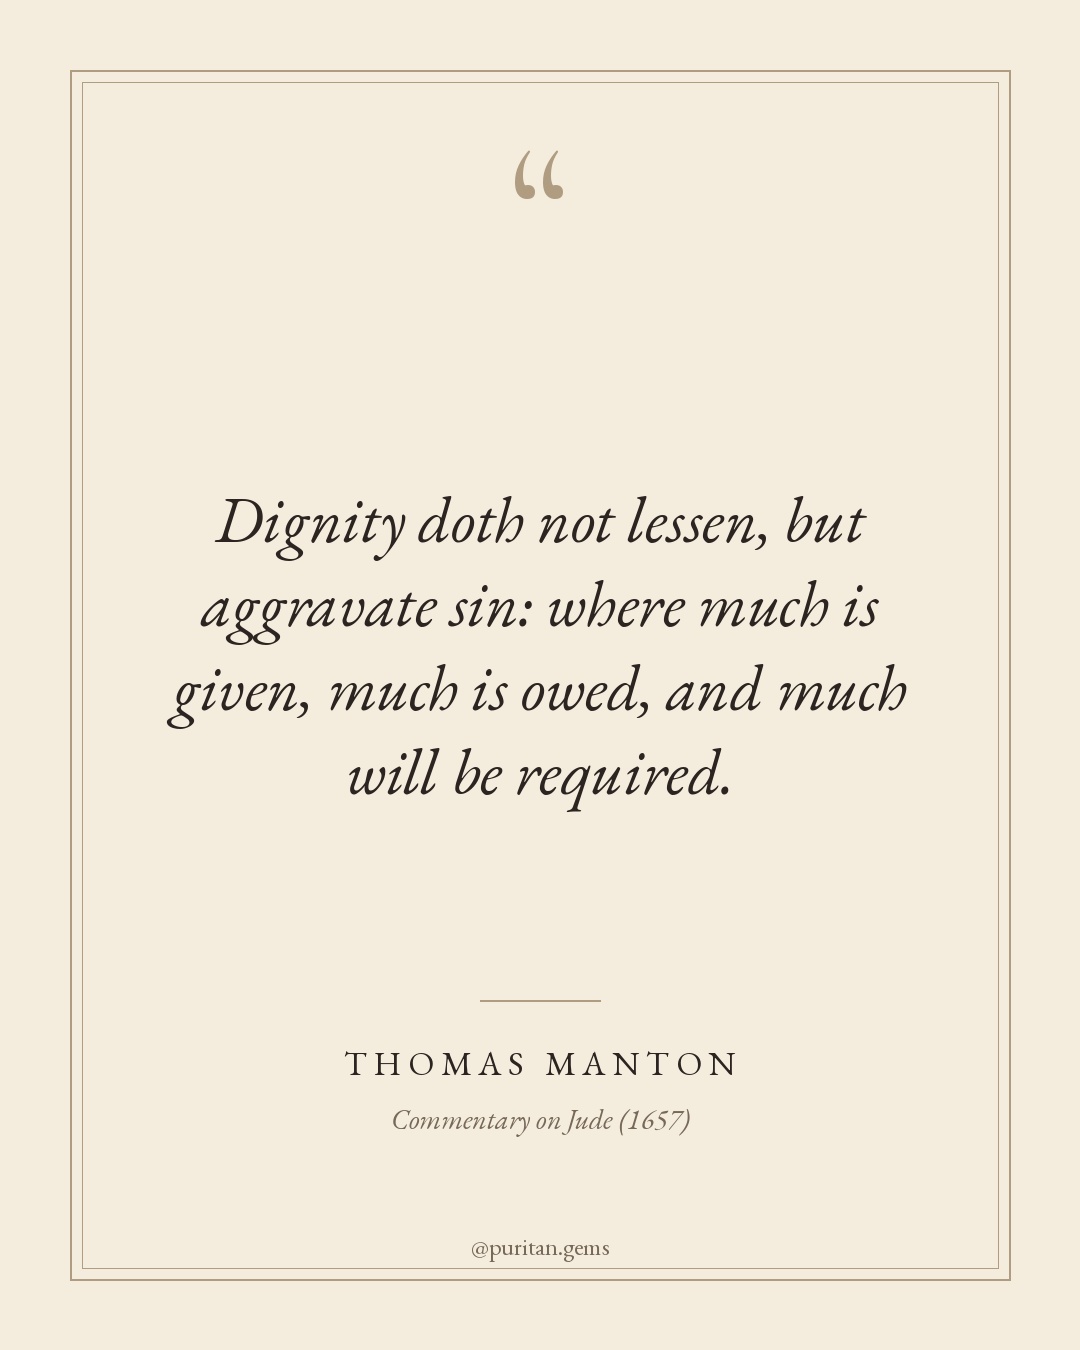 “
Dignity doth not lessen, but
aggravate sin: where much is
given, much is owed, and much
will be required.
THOMAS MANTON
Commentary on Jude (1657)
@puritan.gems